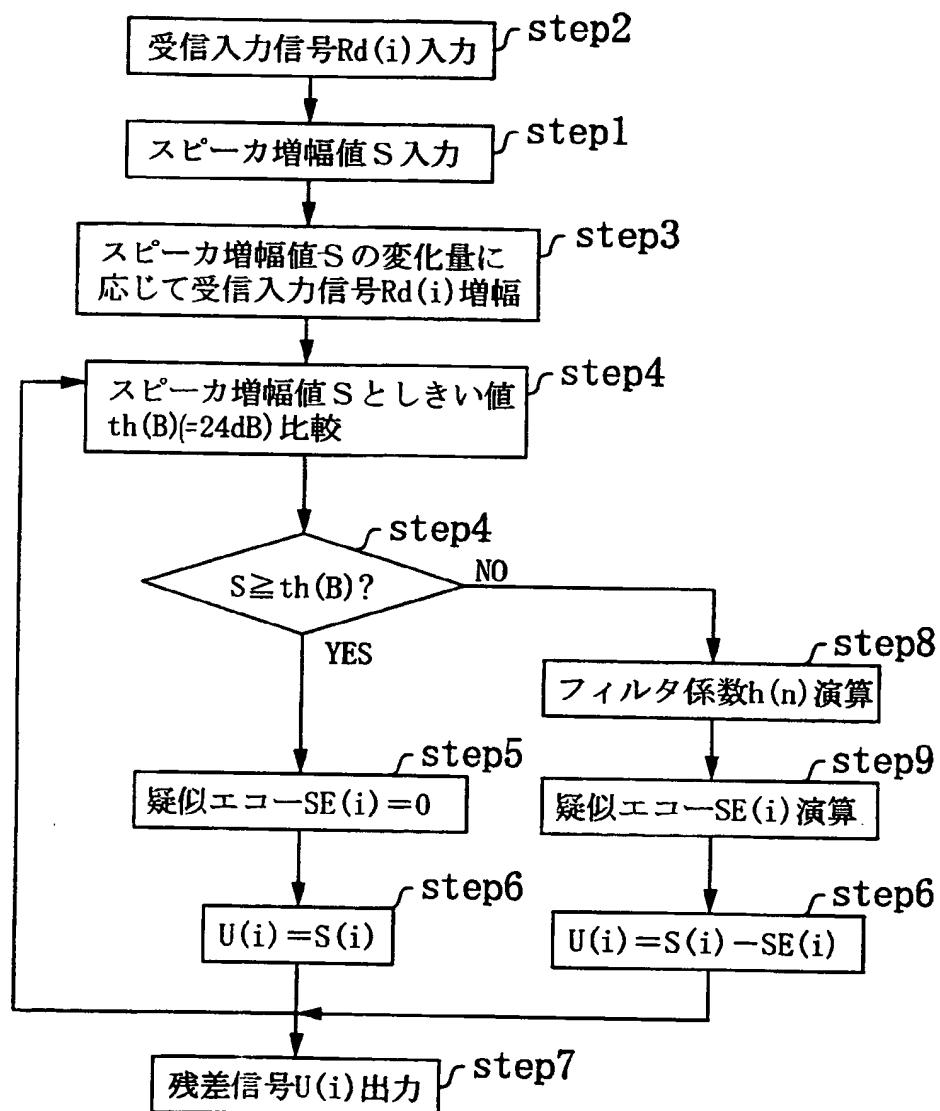 step2
受信入力信号Rd(i)入力
step1
スピーカ増幅値S入力
step3
スピーカ増幅値Sの変化量に
応じて受信入力信号Rd(i)増幅
step4
スピーカ増幅値Sとしきい値
th(B)(=24dB)比較
step4
S≧th(B)?
NO
YES
step8
フィルタ係数h(n)演算
step5
疑似エコーSE(i)=0
step9
疑似エコーSE(i)演算
step6
U(i)=S(i)
step6
U(i)=S(i)-SE(i)
step7
残差信号U(i)出力